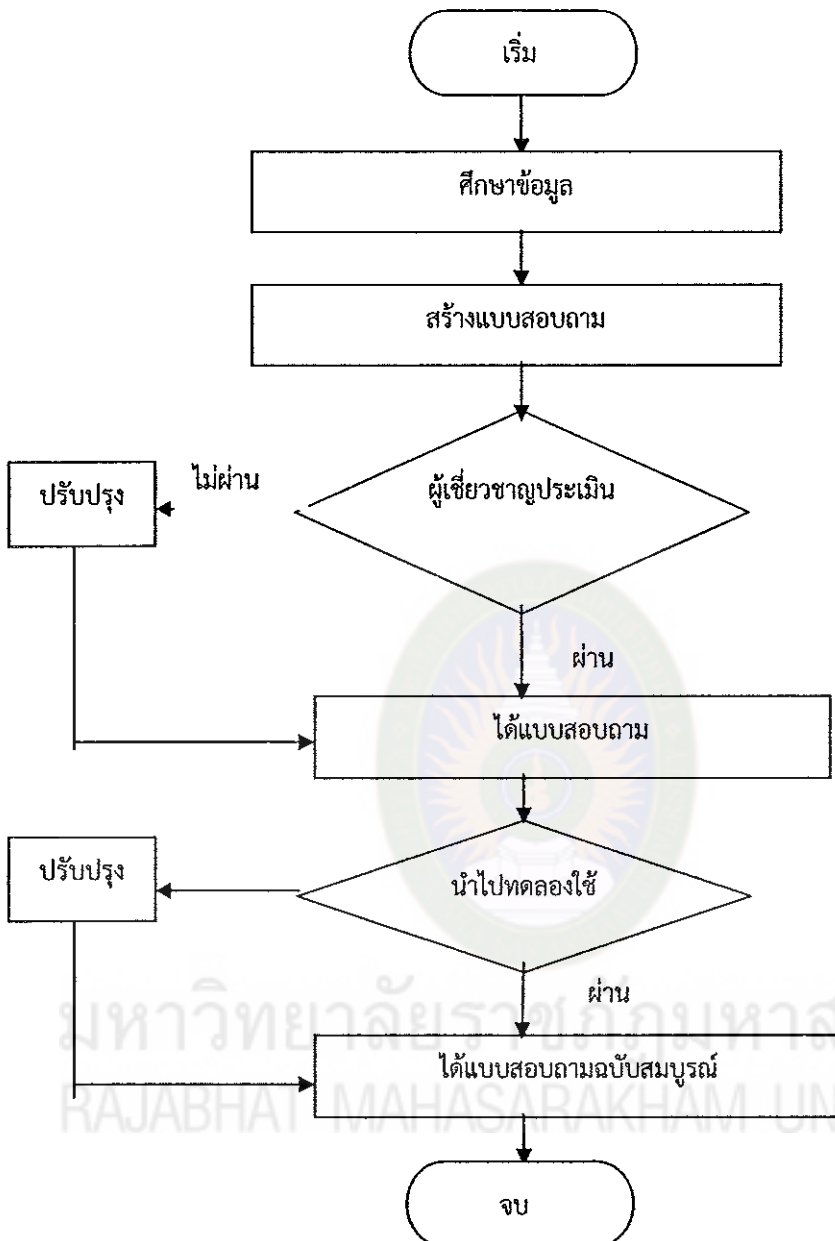 เริ่ม
ศึกษาข้อมูล
สร้างแบบสอบถาม
ผู้เชี่ยวชาญประเมิน
ไม่ผ่าน
ปรับปรุง
ผ่าน
ได้แบบสอบถาม
นำไปทดลองใช้
ปรับปรุง
ผ่าน
ได้แบบสอบถามฉบับสมบูรณ์
มหาวิทยาลัยราชภัฏมหาส
RAJABHAT MAHASARAKHAM UN
จบ